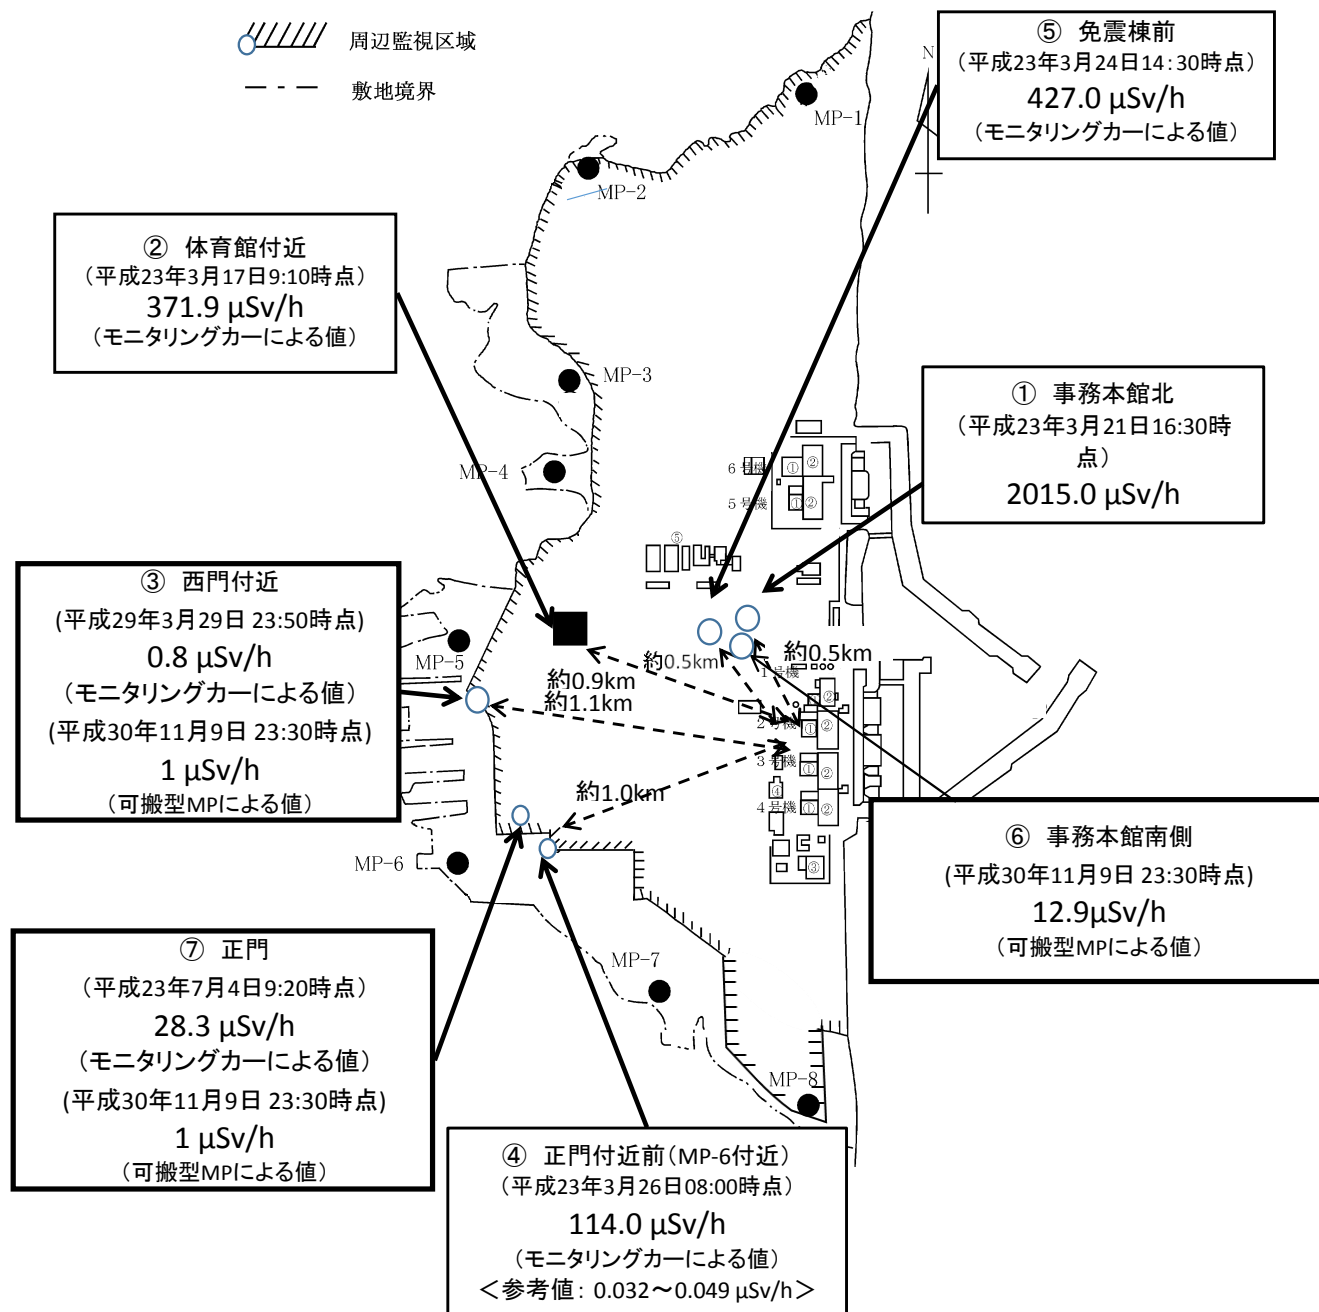 周辺監視区域
敷地境界
⑤ 免震棟前
（平成23年3月24日14：30時点）
427.0 µSv/h
（モニタリングカーによる値）
N
MP-1
MP-2
② 体育館付近
（平成23年3月17日9:10時点）
371.9 µSv/h
（モニタリングカーによる値）
MP-3
① 事務本館北
（平成23年3月21日16:30時
点）
2015.0 µSv/h
MP-4
６号機
①
②
５号機
①
②
⑤
③ 西門付近
(平成29年3月29日 23:50時点)
0.8 µSv/h
（モニタリングカーによる値）
(平成30年11月9日 23:30時点)
1 µSv/h
（可搬型MPによる値）
MP-5
約0.5km
約0.5km
約0.9km
約1.1km
１号機
②
２号機
①
②
３号機
①
②
④
４号機
①
②
③
約1.0km
⑥ 事務本館南側
(平成30年11月9日 23:30時点)
12.9µSv/h
（可搬型MPによる値）
MP-6
⑦ 正門
（平成23年7月4日9:20時点）
28.3 µSv/h
（モニタリングカーによる値）
(平成30年11月9日 23:30時点)
1 µSv/h
（可搬型MPによる値）
MP-7
MP-8
④ 正門付近前（MP-6付近）
（平成23年3月26日08:00時点）
114.0 µSv/h
（モニタリングカーによる値）
＜参考値： 0.032～0.049 µSv/h＞